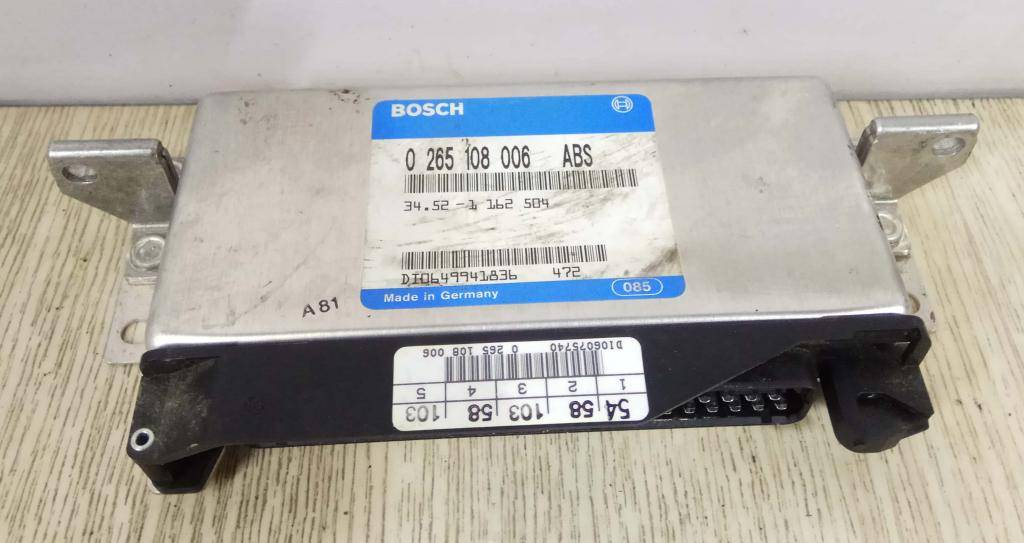 BOSCH
0 265 108 006 ABS
34.52-1 162 504
DI0649941836 472
Made in Germany 085
A81
54 58 103 58 103
1 2 3 4 5
0 265 108 006
DI06075740